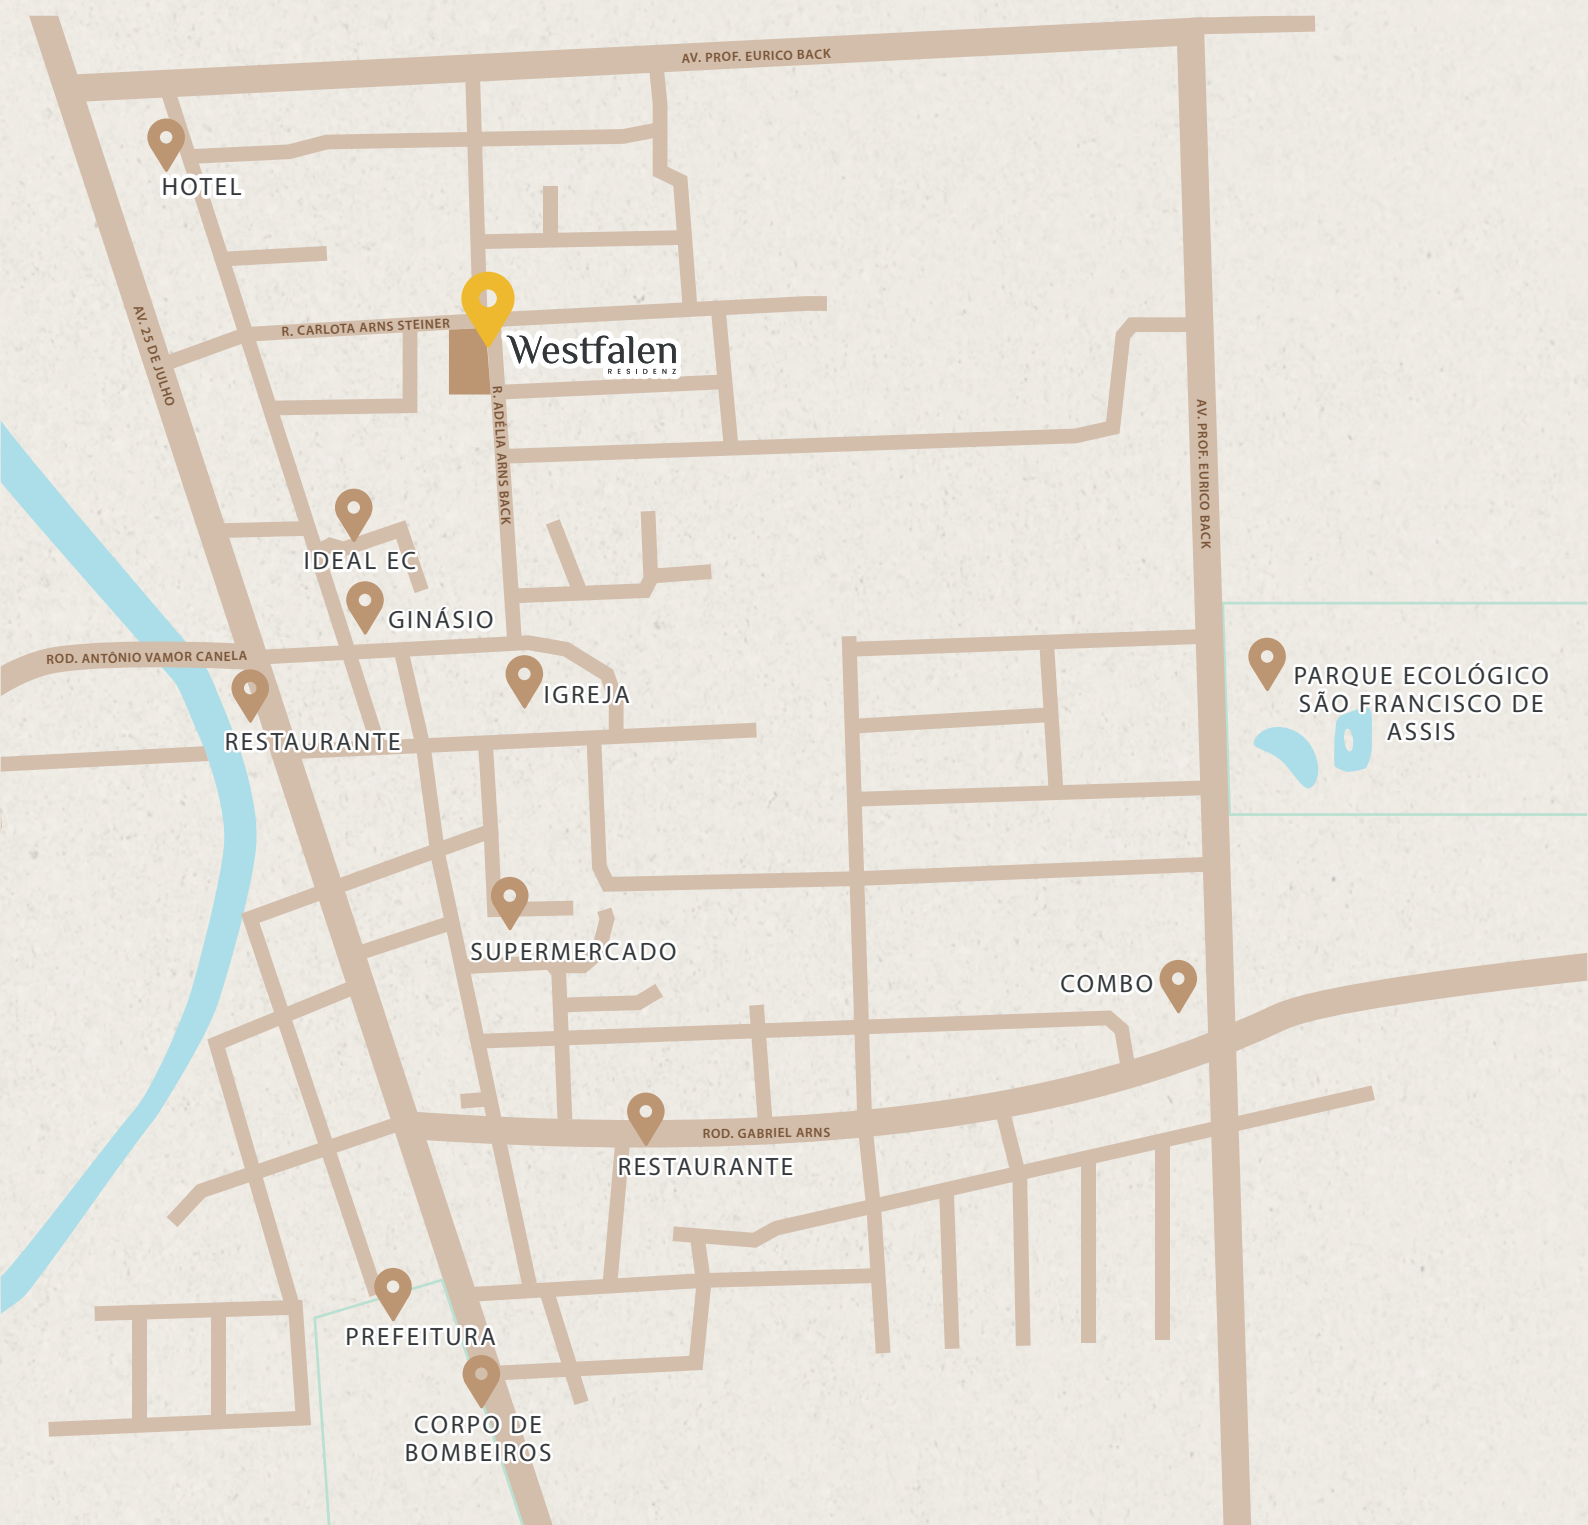 AV. PROF. EURICO BACK
HOTEL
AV. 25 DE JULHO
R. CARLOTA ARNS STEINER
Westfalen
RESIDENZ
R. ADÉLIA ARNS BACK
AV. PROF. EURICO BACK
IDEAL EC
GINÁSIO
ROD. ANTÔNIO VAMOR CANELA
IGREJA
PARQUE ECOLÓGICO
SÃO FRANCISCO DE
ASSIS
RESTAURANTE
SUPERMERCADO
COMBO
ROD. GABRIEL ARNS
RESTAURANTE
PREFEITURA
CORPO DE
BOMBEIROS